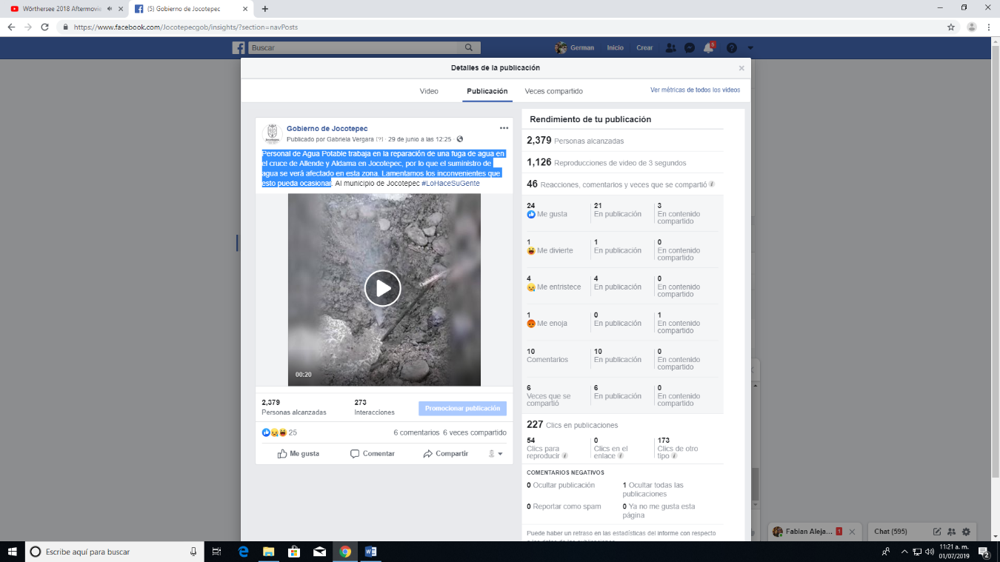 Wörthersee 2018 Aftermovie
(5) Gobierno de Jocotepec
https://www.facebook.com/Jocotepecgob/insights/?section=navPosts
Buscar
German Inicio Crear 6
Detalles de la publicación
Video Publicación Veces compartido Ver métricas de todos los videos
Gobierno de Jocotepec
Publicado por Gabriela Vergara [?] · 29 de junio a las 12:25 ·
Personal de Agua Potable trabaja en la reparación de una fuga de agua en
el cruce de Allende y Aldama en Jocotepec, por lo que el suministro de
agua se verá afectado en esta zona. Lamentamos los inconvenientes que
esto pueda ocasionar. Al municipio de Jocotepec #LoHaceSuGente
00:20
2,379 273
Personas alcanzadas Interacciones Promocionar publicación
25 6 comentarios 6 veces compartido
Me gusta Comentar Compartir
Rendimiento de tu publicación
2,379 Personas alcanzadas
1,126 Reproducciones de video de 3 segundos
46 Reacciones, comentarios y veces que se compartió
24 21 3
Me gusta En publicación En contenido
compartido
1 1 0
Me divierte En publicación En contenido
compartido
4 4 0
Me entristece En publicación En contenido
compartido
1 0 1
Me enoja En publicación En contenido
compartido
10 10 0
Comentarios En publicación En contenido
compartido
6 6 0
Veces que se En publicación En contenido
compartió compartido
227 Clics en publicaciones
54 0 173
Clics para Clics en el Clics de otro
reproducir enlace tipo
COMENTARIOS NEGATIVOS
0 Ocultar publicación 1 Ocultar todas las
publicaciones
0 Reportar como spam 0 Ya no me gusta esta
página
Puede haber un retraso en las estadísticas del informe con respecto
Fabian Aleja... 1 Chat (595)
Escribe aquí para buscar
11:21 a. m.
01/07/2019
2